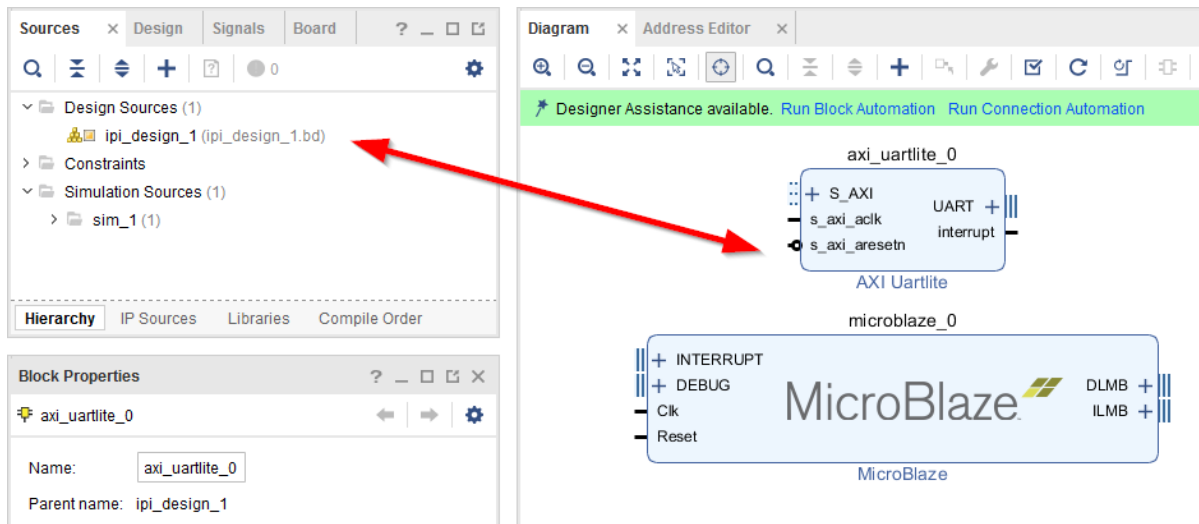 Sources × Design Signals Board ? _
0
Design Sources (1)
ipi_design_1 (ipi_design_1.bd)
Constraints
Simulation Sources (1)
sim_1 (1)
Hierarchy IP Sources Libraries Compile Order
Block Properties ? _ ×
axi_uartlite_0
Name: axi_uartlite_0
Parent name: ipi_design_1
Diagram × Address Editor ×
Designer Assistance available. Run Block Automation Run Connection Automation
axi_uartlite_0
+ S_AXI
s_axi_aclk
s_axi_aresetn
UART +
interrupt
AXI Uartlite
microblaze_0
+ INTERRUPT
+ DEBUG
Clk
Reset
MicroBlaze
DLMB +
ILMB +
MicroBlaze